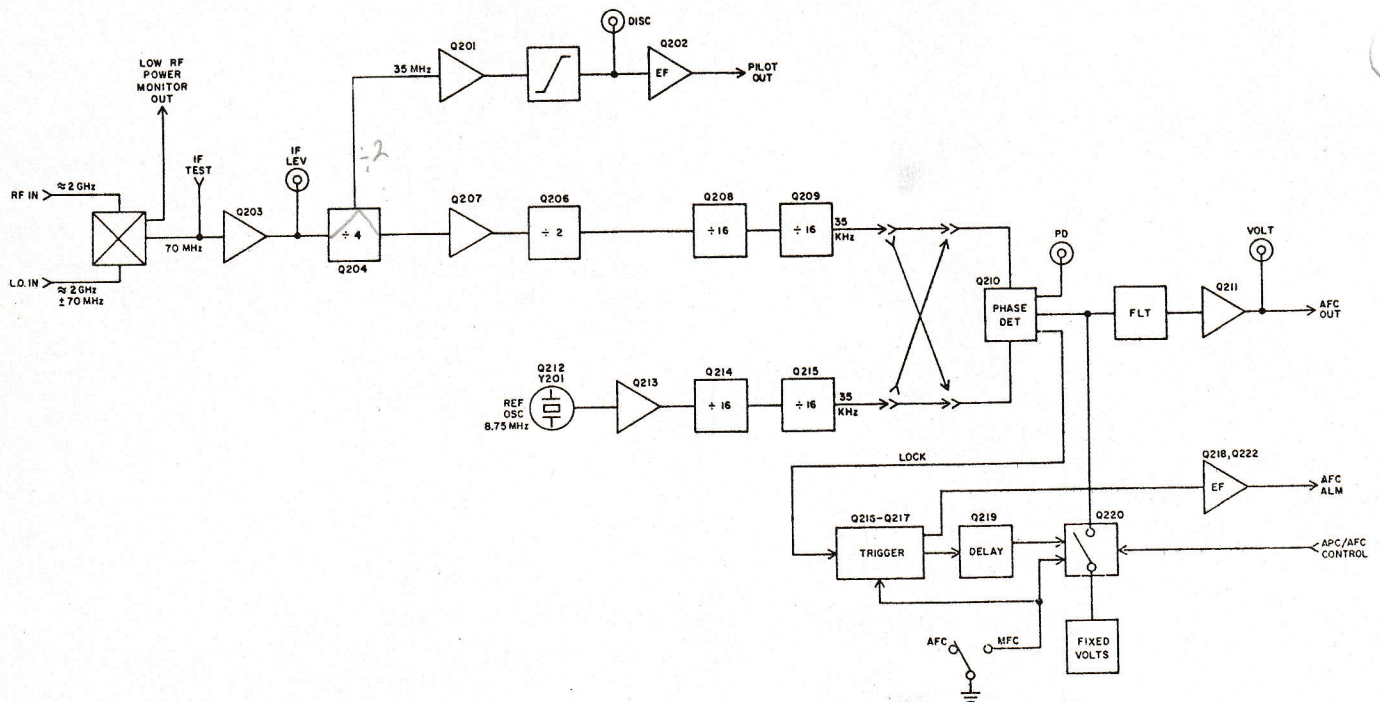 DISC
Q201
Q202
LOW RF
POWER
MONITOR
OUT
35 MHz
EF
PILOT
OUT
÷2
IF
TEST
IF
LEV
RF IN
≈2 GHz
Q203
Q207
Q206
Q208
Q209
÷ 4
÷ 2
÷16
÷16
35
KHz
70 MHz
Q204
PD
VOLT
L.O. IN
≈2 GHz
±70 MHz
Q210
PHASE
DET
FLT
Q211
AFC
OUT
Q212
Y201
REF
OSC
8.75 MHz
Q213
Q214
Q215
÷ 16
÷ 16
35
KHz
LOCK
Q218,Q222
EF
AFC
ALM
Q216-Q217
Q219
Q220
TRIGGER
DELAY
APC/AFC
CONTROL
AFC
MFC
FIXED
VOLTS